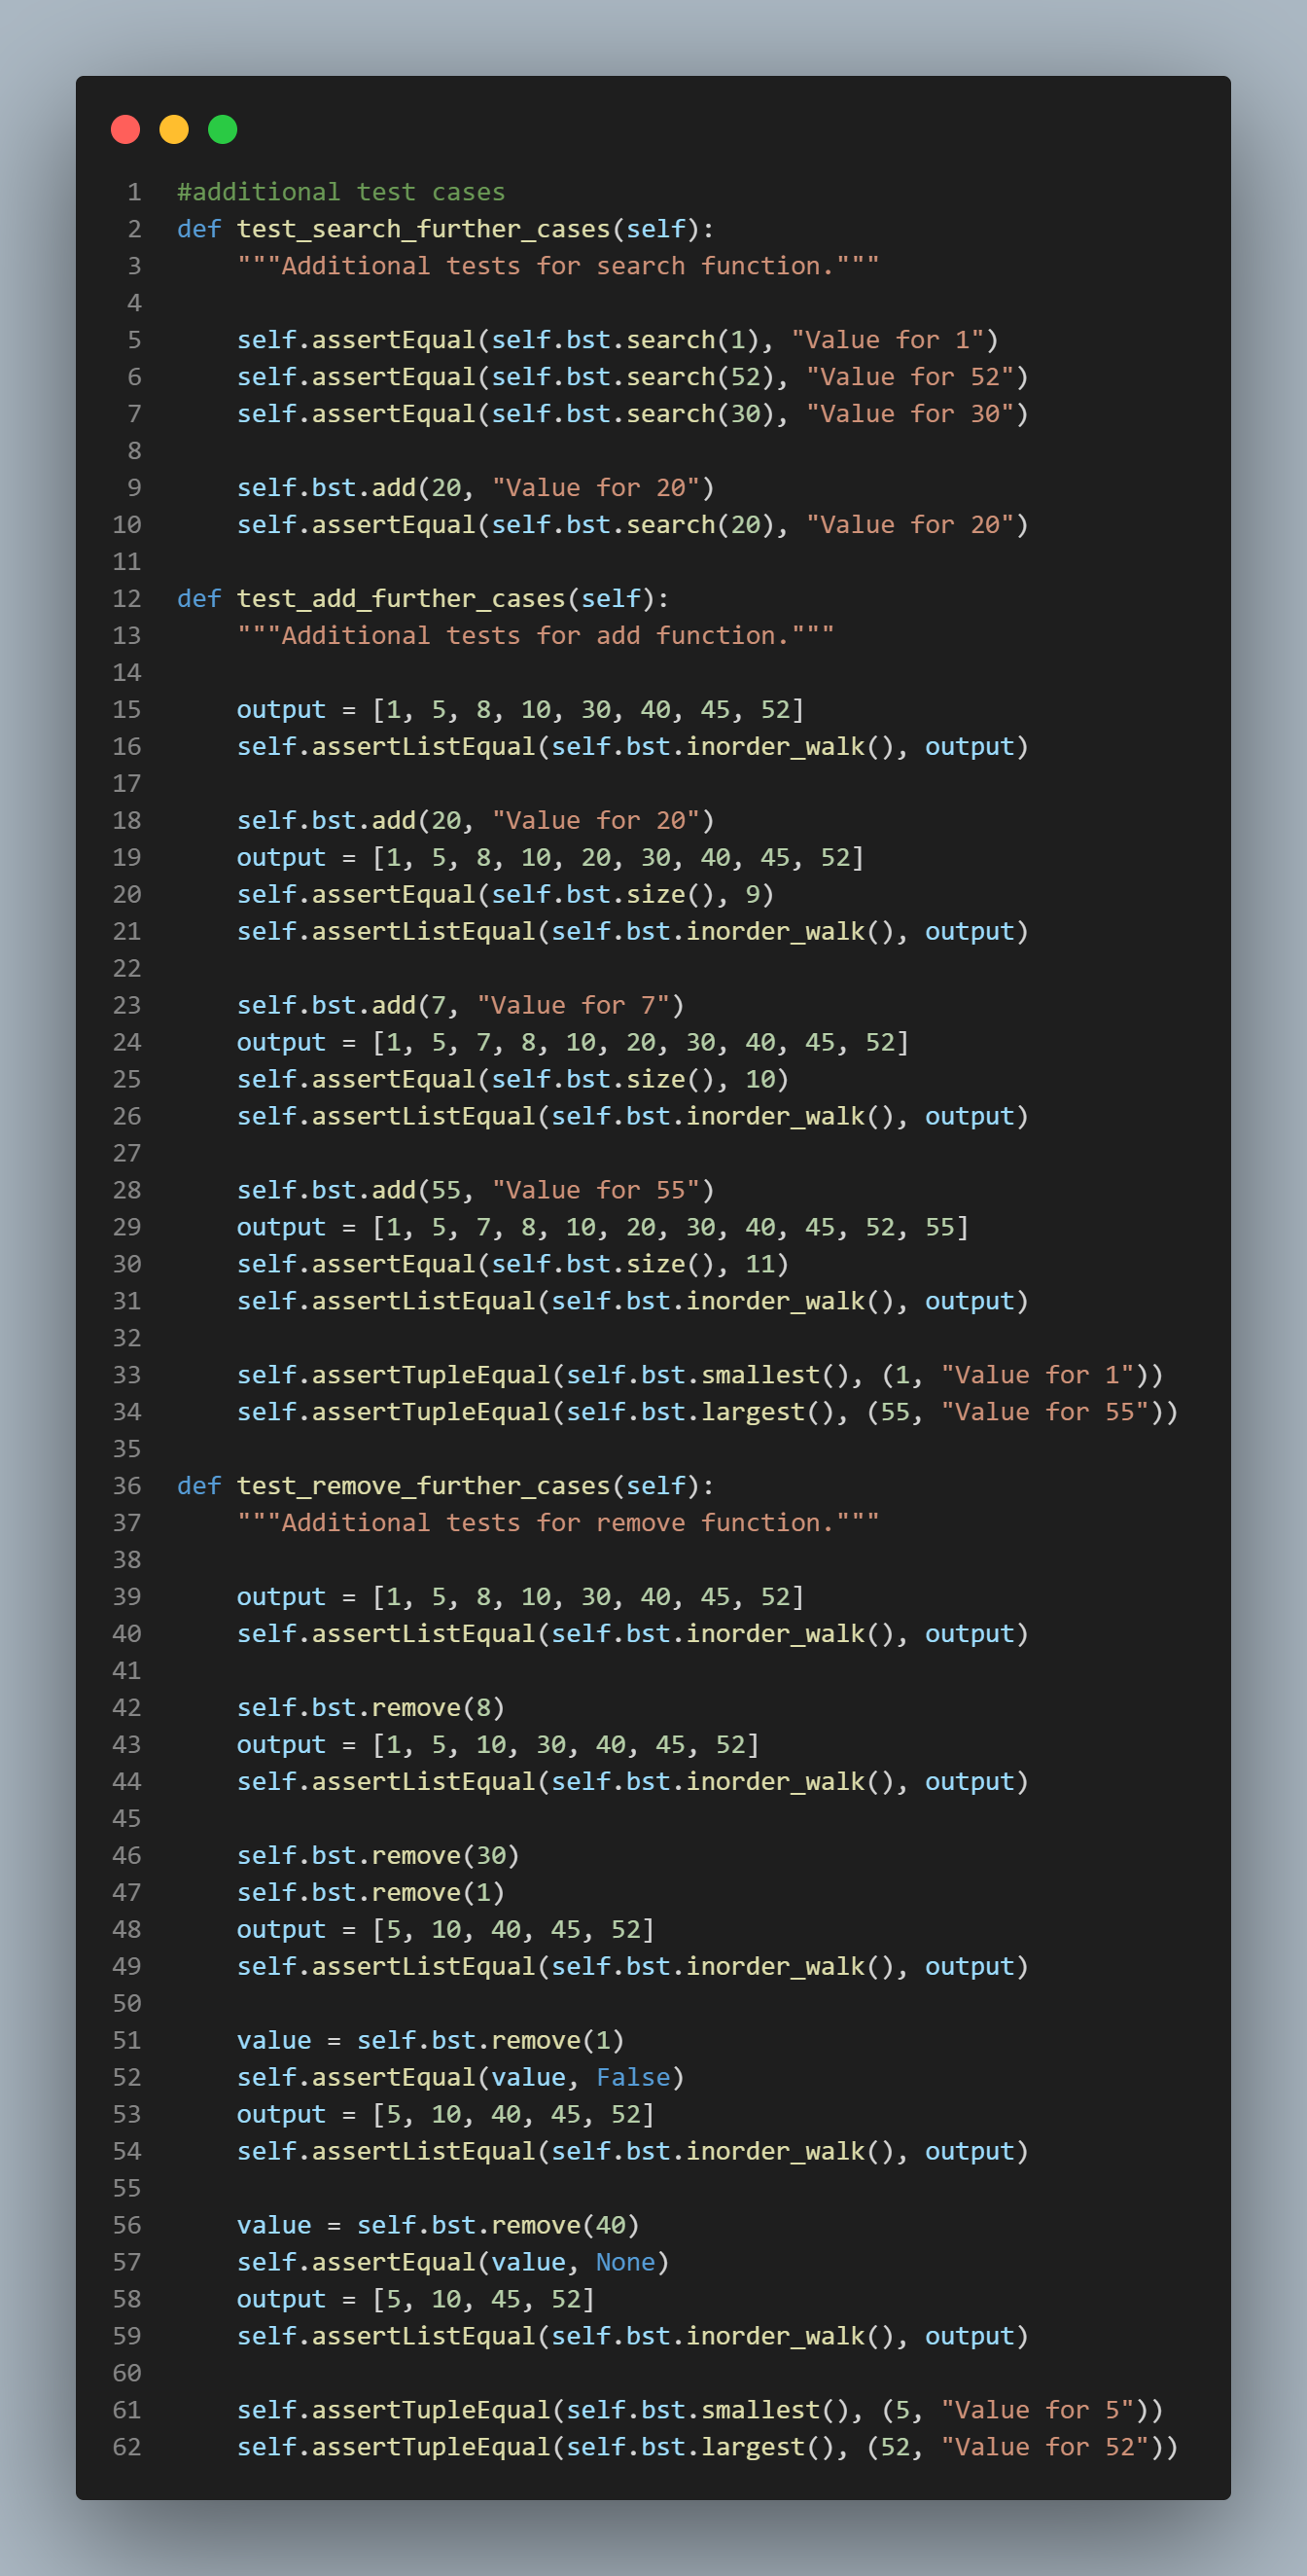 1 #additional test cases
2 def test_search_further_cases(self):
3     """Additional tests for search function."""
4
5     self.assertEqual(self.bst.search(1), "Value for 1")
6     self.assertEqual(self.bst.search(52), "Value for 52")
7     self.assertEqual(self.bst.search(30), "Value for 30")
8
9     self.bst.add(20, "Value for 20")
10     self.assertEqual(self.bst.search(20), "Value for 20")
11
12 def test_add_further_cases(self):
13     """Additional tests for add function."""
14
15     output = [1, 5, 8, 10, 30, 40, 45, 52]
16     self.assertListEqual(self.bst.inorder_walk(), output)
17
18     self.bst.add(20, "Value for 20")
19     output = [1, 5, 8, 10, 20, 30, 40, 45, 52]
20     self.assertEqual(self.bst.size(), 9)
21     self.assertListEqual(self.bst.inorder_walk(), output)
22
23     self.bst.add(7, "Value for 7")
24     output = [1, 5, 7, 8, 10, 20, 30, 40, 45, 52]
25     self.assertEqual(self.bst.size(), 10)
26     self.assertListEqual(self.bst.inorder_walk(), output)
27
28     self.bst.add(55, "Value for 55")
29     output = [1, 5, 7, 8, 10, 20, 30, 40, 45, 52, 55]
30     self.assertEqual(self.bst.size(), 11)
31     self.assertListEqual(self.bst.inorder_walk(), output)
32
33     self.assertTupleEqual(self.bst.smallest(), (1, "Value for 1"))
34     self.assertTupleEqual(self.bst.largest(), (55, "Value for 55"))
35
36 def test_remove_further_cases(self):
37     """Additional tests for remove function."""
38
39     output = [1, 5, 8, 10, 30, 40, 45, 52]
40     self.assertListEqual(self.bst.inorder_walk(), output)
41
42     self.bst.remove(8)
43     output = [1, 5, 10, 30, 40, 45, 52]
44     self.assertListEqual(self.bst.inorder_walk(), output)
45
46     self.bst.remove(30)
47     self.bst.remove(1)
48     output = [5, 10, 40, 45, 52]
49     self.assertListEqual(self.bst.inorder_walk(), output)
50
51     value = self.bst.remove(1)
52     self.assertEqual(value, False)
53     output = [5, 10, 40, 45, 52]
54     self.assertListEqual(self.bst.inorder_walk(), output)
55
56     value = self.bst.remove(40)
57     self.assertEqual(value, None)
58     output = [5, 10, 45, 52]
59     self.assertListEqual(self.bst.inorder_walk(), output)
60
61     self.assertTupleEqual(self.bst.smallest(), (5, "Value for 5"))
62     self.assertTupleEqual(self.bst.largest(), (52, "Value for 52"))